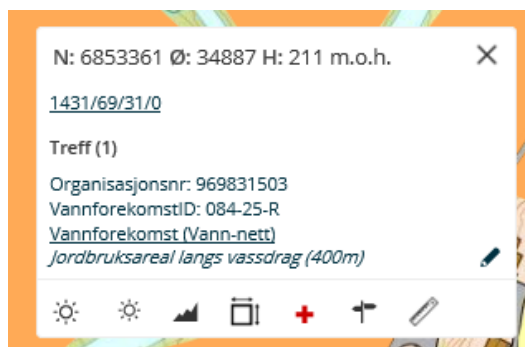 N: 6853361 Ø: 34887 H: 211 m.o.h.
1431/69/31/0
Treff (1)
Organisasjonsnr: 969831503
VannforekomstID: 084-25-R
Vannforekomst (Vann-nett)
Jordbruksareal langs vassdrag (400m)